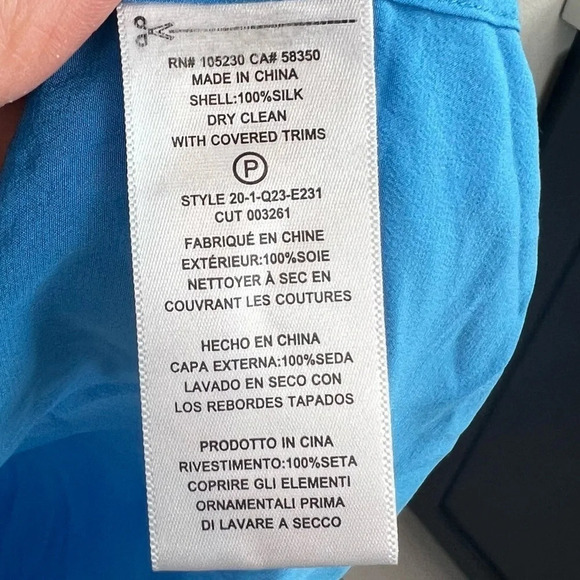 RN# 105230 CA# 58350
MADE IN CHINA
SHELL:100%SILK
DRY CLEAN
WITH COVERED TRIMS
P
STYLE 20-1-Q23-E231
CUT 003261
FABRIQUÉ EN CHINE
EXTÉRIEUR:100%SOIE
NETTOYER À SEC EN
COUVRANT LES COUTURES
HECHO EN CHINA
CAPA EXTERNA:100%SEDA
LAVADO EN SECO CON
LOS REBORDES TAPADOS
PRODOTTO IN CINA
RIVESTIMENTO:100%SETA
COPRIRE GLI ELEMENTI
ORNAMENTALI PRIMA
DI LAVARE A SECCO